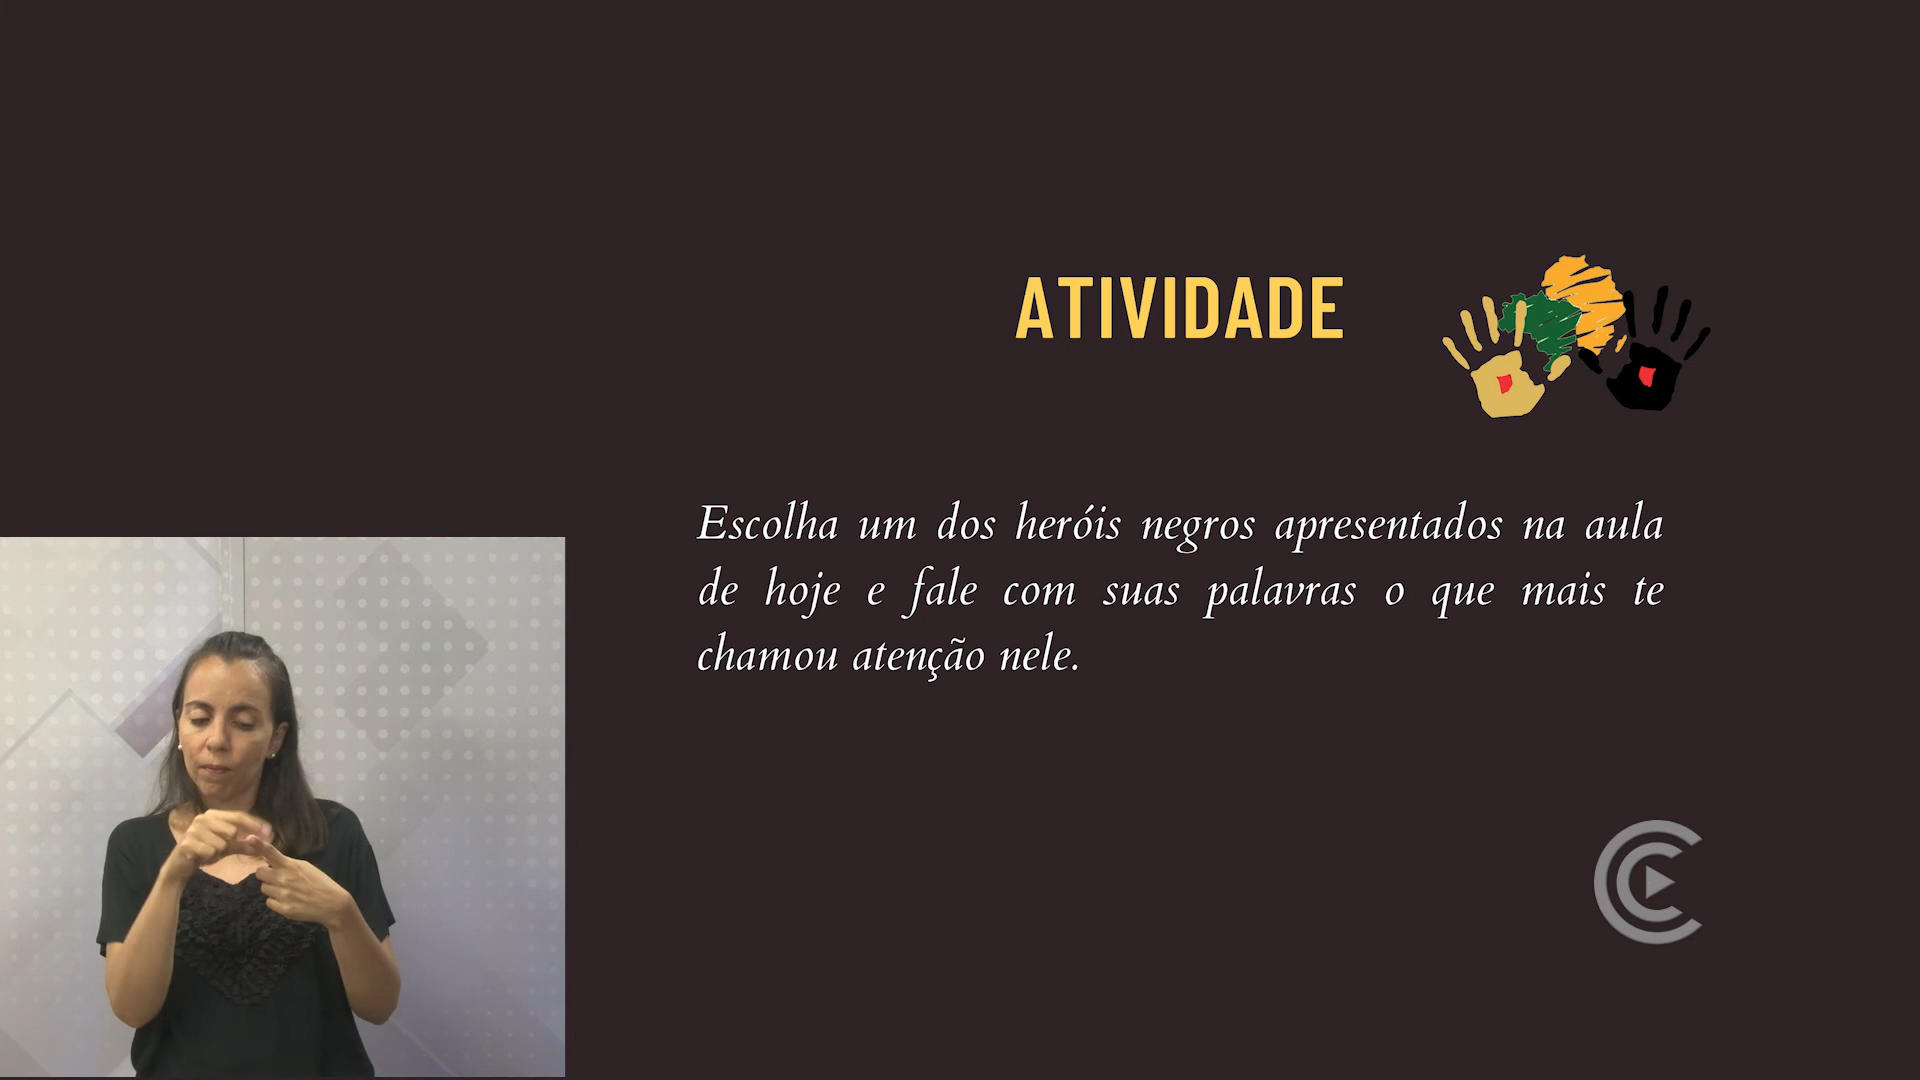 ATIVIDADE
Escolha um dos heróis negros apresentados na aula
de hoje e fale com suas palavras o que mais te
chamou atenção nele.